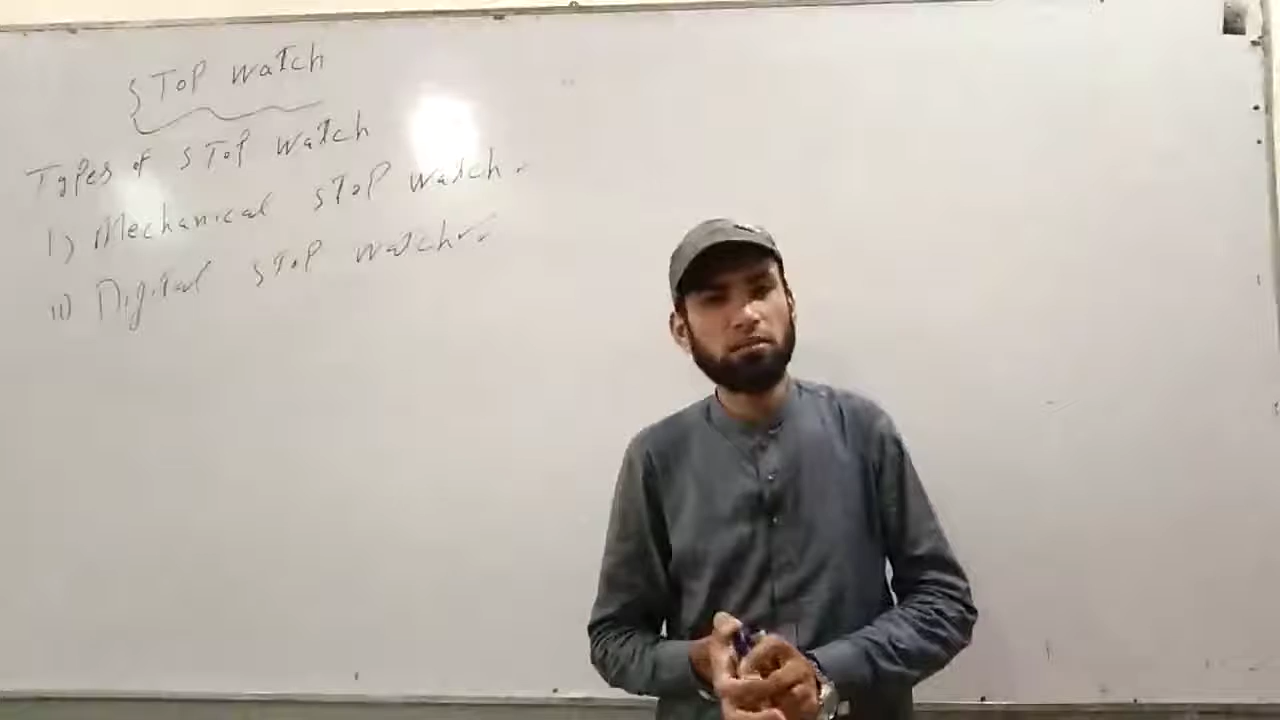 STOP watch
Types of STOP watch
I) Mechanical STOP watch.
II) Digital STOP watch